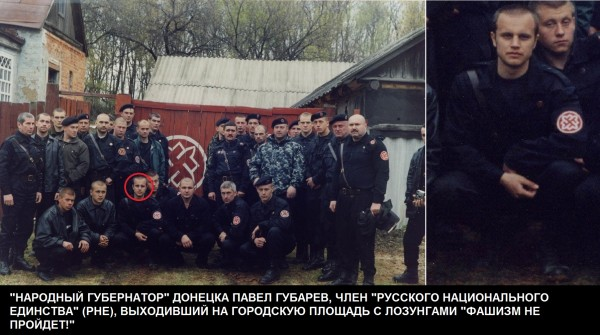 "НАРОДНЫЙ ГУБЕРНАТОР" ДОНЕЦКА ПАВЕЛ ГУБАРЕВ, ЧЛЕН "РУССКОГО НАЦИОНАЛЬНОГО
ЕДИНСТВА" (РНЕ), ВЫХОДИВШИЙ НА ГОРОДСКУЮ ПЛОЩАДЬ С ЛОЗУНГАМИ "ФАШИЗМ НЕ
ПРОЙДЕТ!"